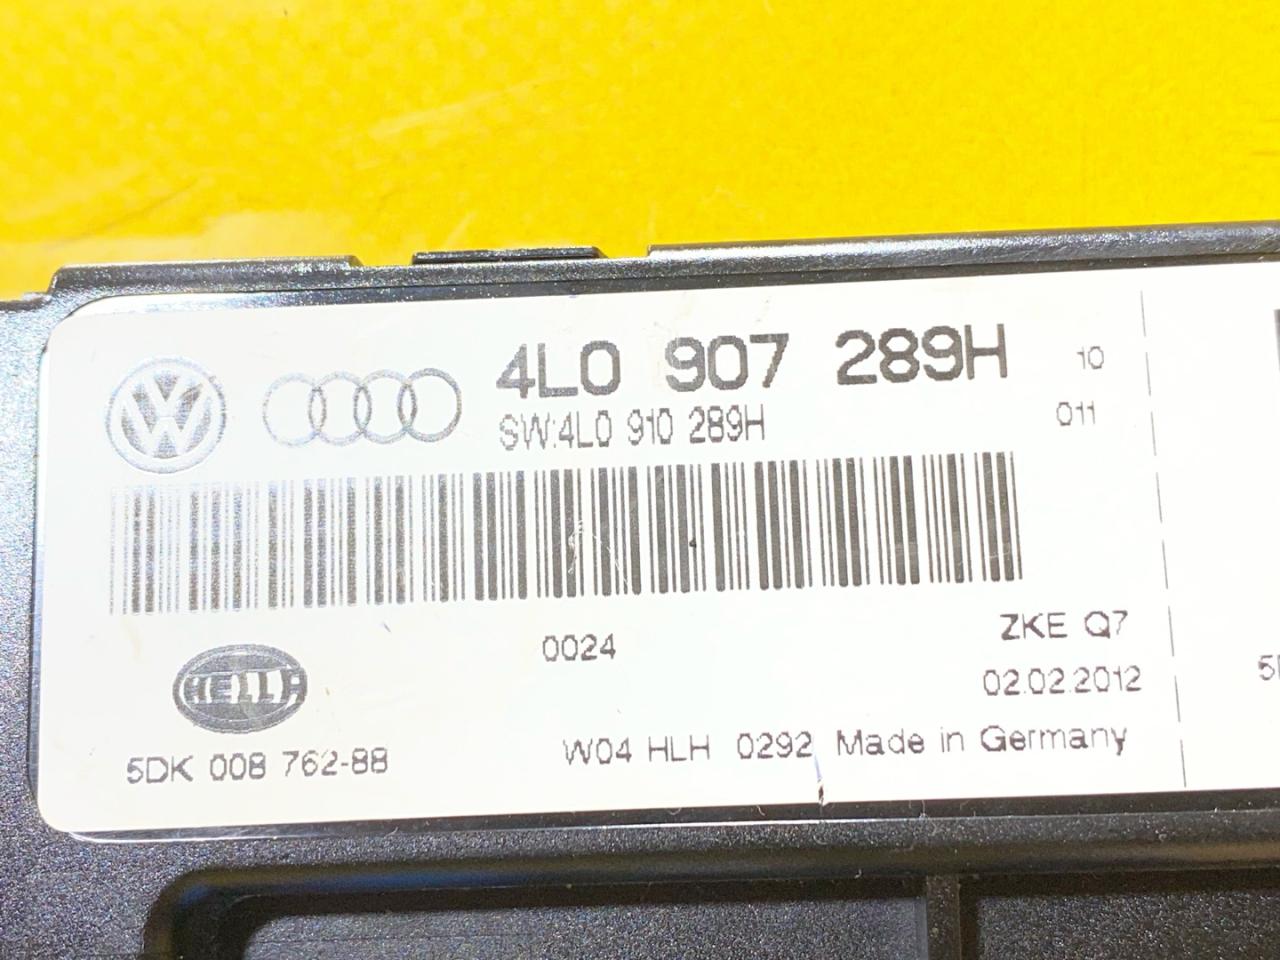 4L0 907 289H 10
SW:4L0 910 289H 011
0024
ZKE Q7
02.02.2012
HELLA
5DK 008 762-88
W04 HLH 0292 Made in Germany